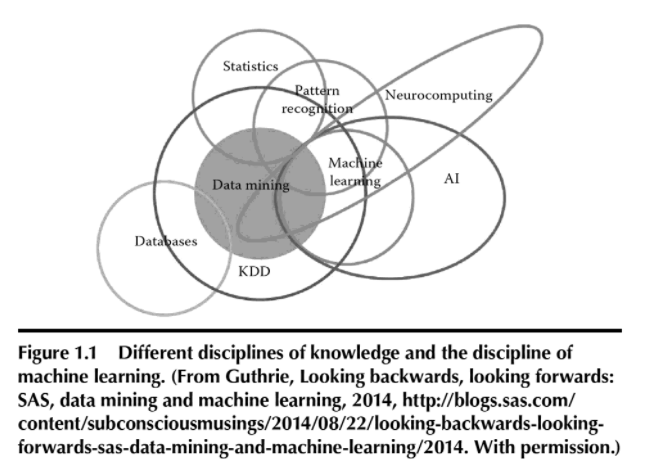 Statistics
Pattern
recognition
Neurocomputing
Machine
learning
AI
Data mining
Databases
KDD
Figure 1.1 Different disciplines of knowledge and the discipline of
machine learning. (From Guthrie, Looking backwards, looking forwards:
SAS, data mining and machine learning, 2014, http://blogs.sas.com/
content/subconsciousmusings/2014/08/22/looking-backwards-looking-
forwards-sas-data-mining-and-machine-learning/2014. With permission.)